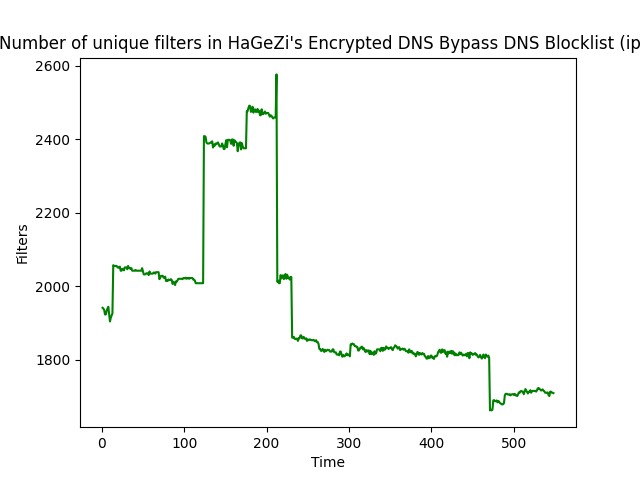 Number of unique filters in HaGeZi's Encrypted DNS Bypass DNS Blocklist (ip
2600
2400
2200
2000
1800
Filters
0 100 200 300 400 500
Time